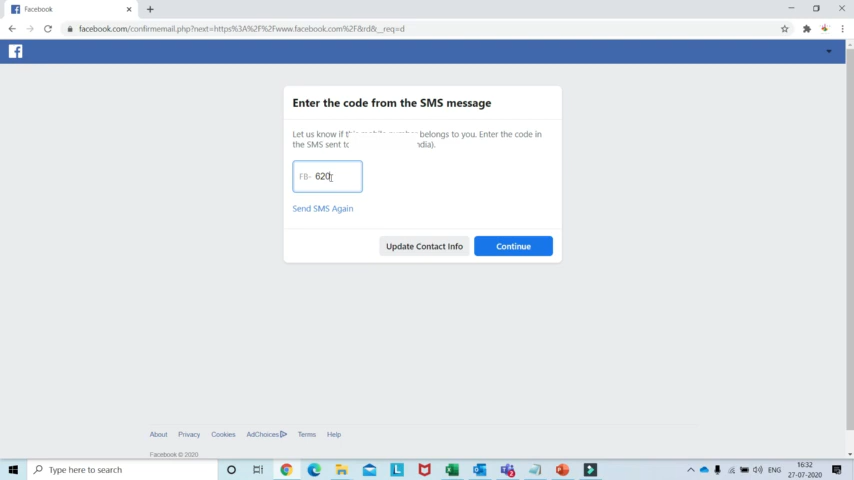 Facebook
facebook.com/confirmemail.php?next=https%3A%2F%2Fwww.facebook.com%2F&rd&__req=d
Enter the code from the SMS message
Let us know if this mobile number belongs to you. Enter the code in
the SMS sent to ndia).
FB- 620
Send SMS Again
Update Contact Info Continue
About Privacy Cookies AdChoices Terms Help
Facebook © 2020
Type here to search
ENG
16:32
27-07-2020